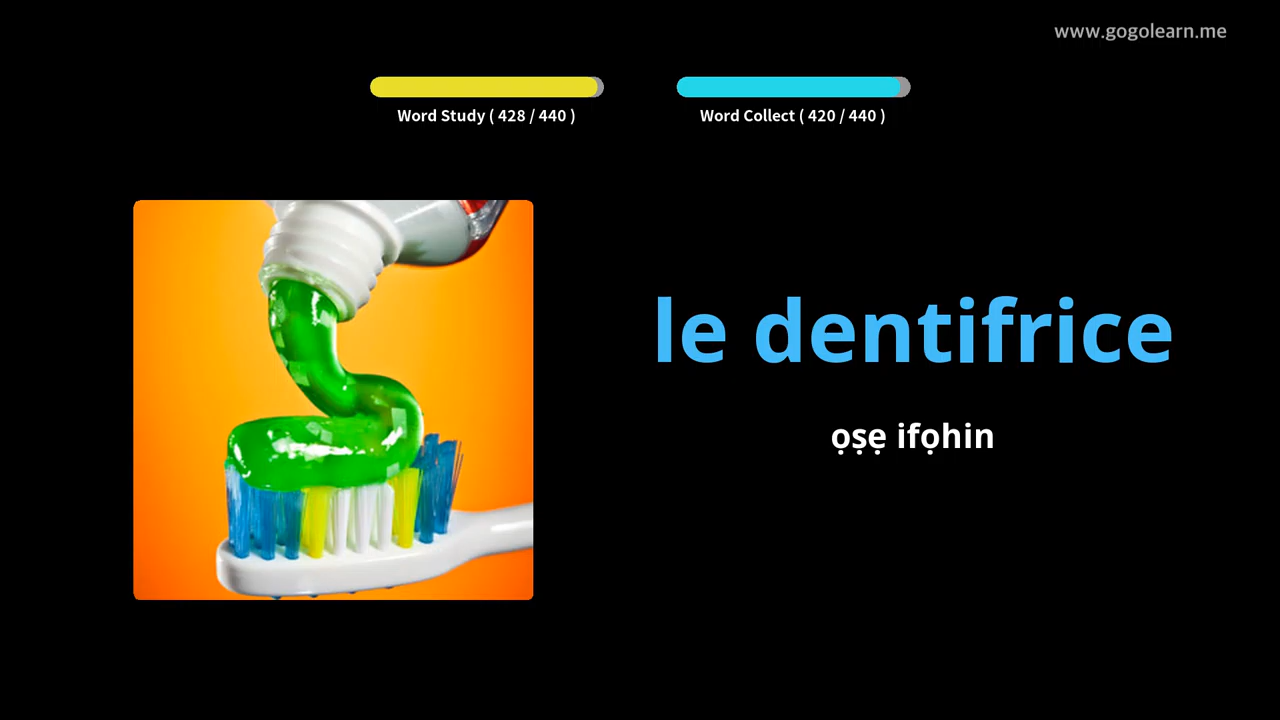 www.gogolearn.me
Word Study ( 428 / 440 )
Word Collect ( 420 / 440 )
le dentifrice
ọṣẹ ifọhin